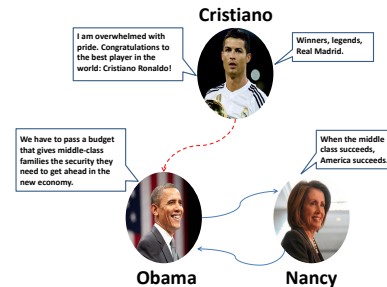 Cristiano
I am overwhelmed with
pride. Congratulations to
the best player in the
world: Cristiano Ronaldo!
Winners, legends,
Real Madrid.
We have to pass a budget
that gives middle-class
families the security they
need to get ahead in the
new economy.
When the middle
class succeeds,
America succeeds.
Obama
Nancy